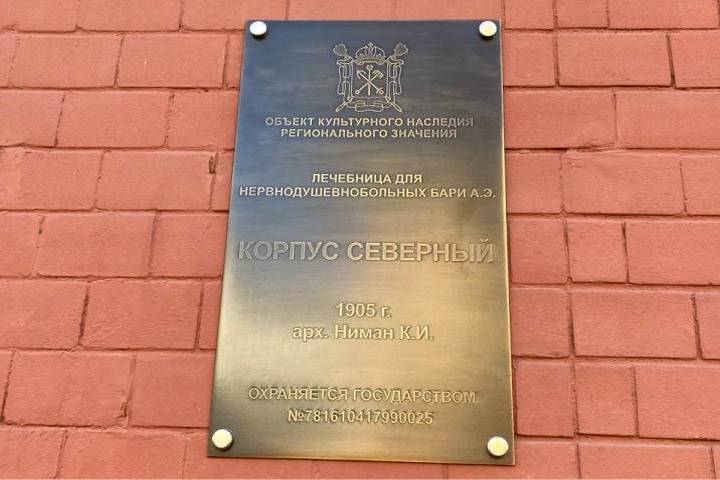 ОБЪЕКТ КУЛЬТУРНОГО НАСЛЕДИЯ
РЕГИОНАЛЬНОГО ЗНАЧЕНИЯ
ЛЕЧЕБНИЦА ДЛЯ
НЕРВНОДУШЕВНОБОЛЬНЫХ БАРИ А.Э.
КОРПУС СЕВЕРНЫЙ
1905 г.
арх. Ниман К.И.
ОХРАНЯЕТСЯ ГОСУДАРСТВОМ
№781610417990025